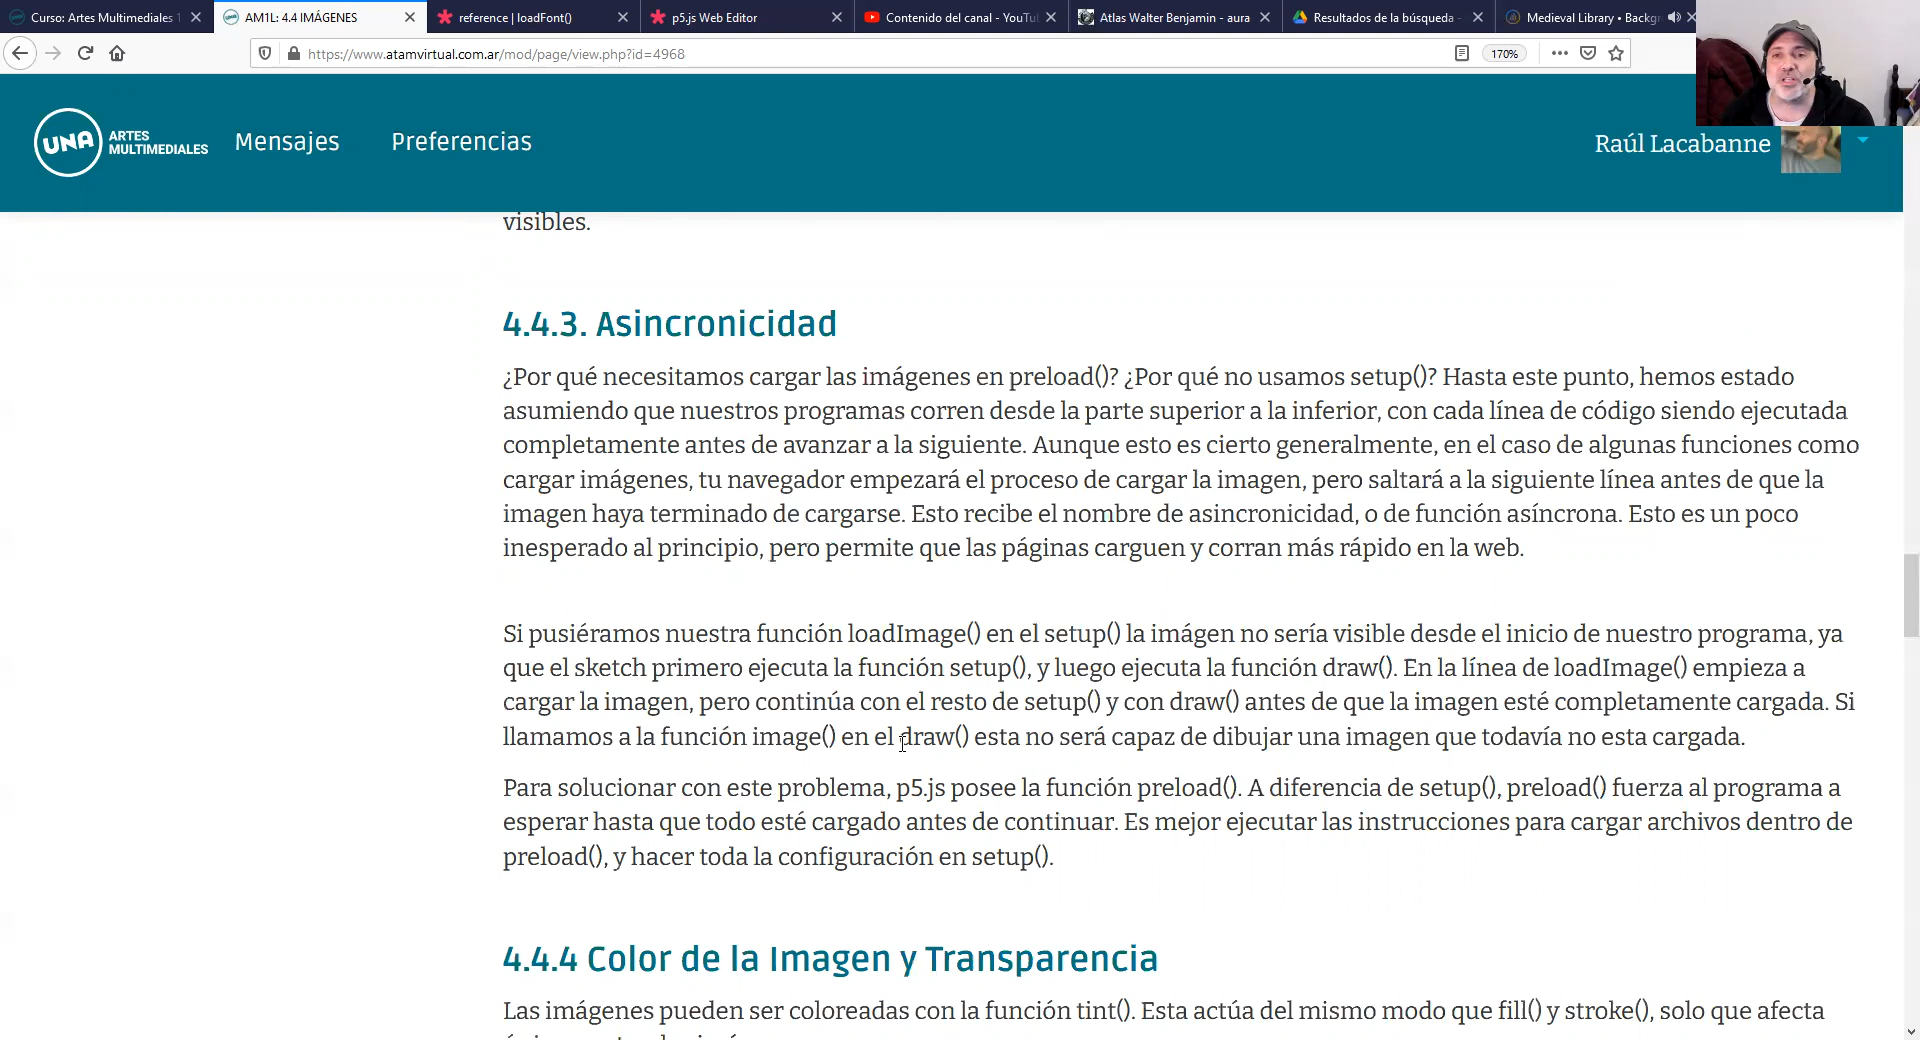 Curso: Artes Multimediales 1
AM1L: 4.4 IMÁGENES
reference | loadFont()
p5.js Web Editor
Contenido del canal - YouTu
Atlas Walter Benjamin - aura
Resultados de la búsqueda -
Medieval Library • Backgr
https://www.atamvirtual.com.ar/mod/page/view.php?id=4968
170%
UNA ARTES MULTIMEDIALES
Mensajes
Preferencias
Raúl Lacabanne
visibles.
4.4.3. Asincronicidad
¿Por qué necesitamos cargar las imágenes en preload()? ¿Por qué no usamos setup()? Hasta este punto, hemos estado
asumiendo que nuestros programas corren desde la parte superior a la inferior, con cada línea de código siendo ejecutada
completamente antes de avanzar a la siguiente. Aunque esto es cierto generalmente, en el caso de algunas funciones como
cargar imágenes, tu navegador empezará el proceso de cargar la imagen, pero saltará a la siguiente línea antes de que la
imagen haya terminado de cargarse. Esto recibe el nombre de asincronicidad, o de función asíncrona. Esto es un poco
inesperado al principio, pero permite que las páginas carguen y corran más rápido en la web.
Si pusiéramos nuestra función loadImage() en el setup() la imágen no sería visible desde el inicio de nuestro programa, ya
que el sketch primero ejecuta la función setup(), y luego ejecuta la función draw(). En la línea de loadImage() empieza a
cargar la imagen, pero continúa con el resto de setup() y con draw() antes de que la imagen esté completamente cargada. Si
llamamos a la función image() en el draw() esta no será capaz de dibujar una imagen que todavía no esta cargada.
Para solucionar con este problema, p5.js posee la función preload(). A diferencia de setup(), preload() fuerza al programa a
esperar hasta que todo esté cargado antes de continuar. Es mejor ejecutar las instrucciones para cargar archivos dentro de
preload(), y hacer toda la configuración en setup().
4.4.4 Color de la Imagen y Transparencia
Las imágenes pueden ser coloreadas con la función tint(). Esta actúa del mismo modo que fill() y stroke(), solo que afecta